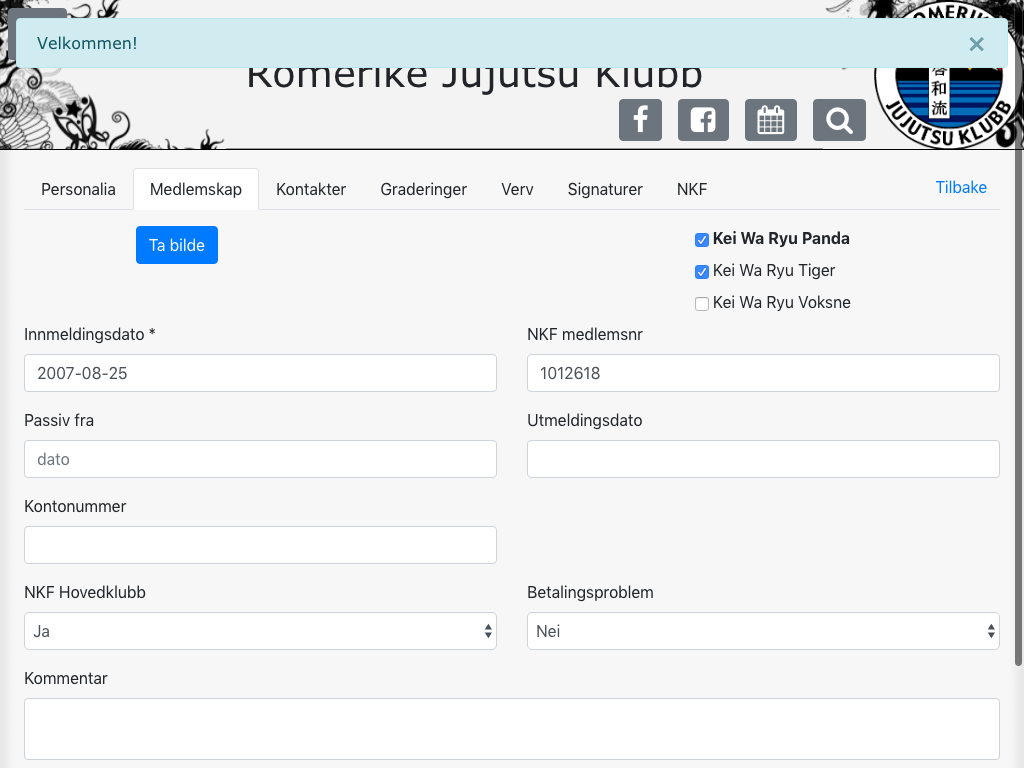 Velkommen!
×
Romerike Jujutsu Klubb
和
流
JUJUTSU KLUBB
Personalia
Medlemskap
Kontakter
Graderinger
Verv
Signaturer
NKF
Tilbake
Ta bilde
Kei Wa Ryu Panda
Kei Wa Ryu Tiger
Kei Wa Ryu Voksne
Innmeldingsdato *
NKF medlemsnr
2007-08-25
1012618
Passiv fra
Utmeldingsdato
dato
Kontonummer
NKF Hovedklubb
Betalingsproblem
Ja
Nei
Kommentar